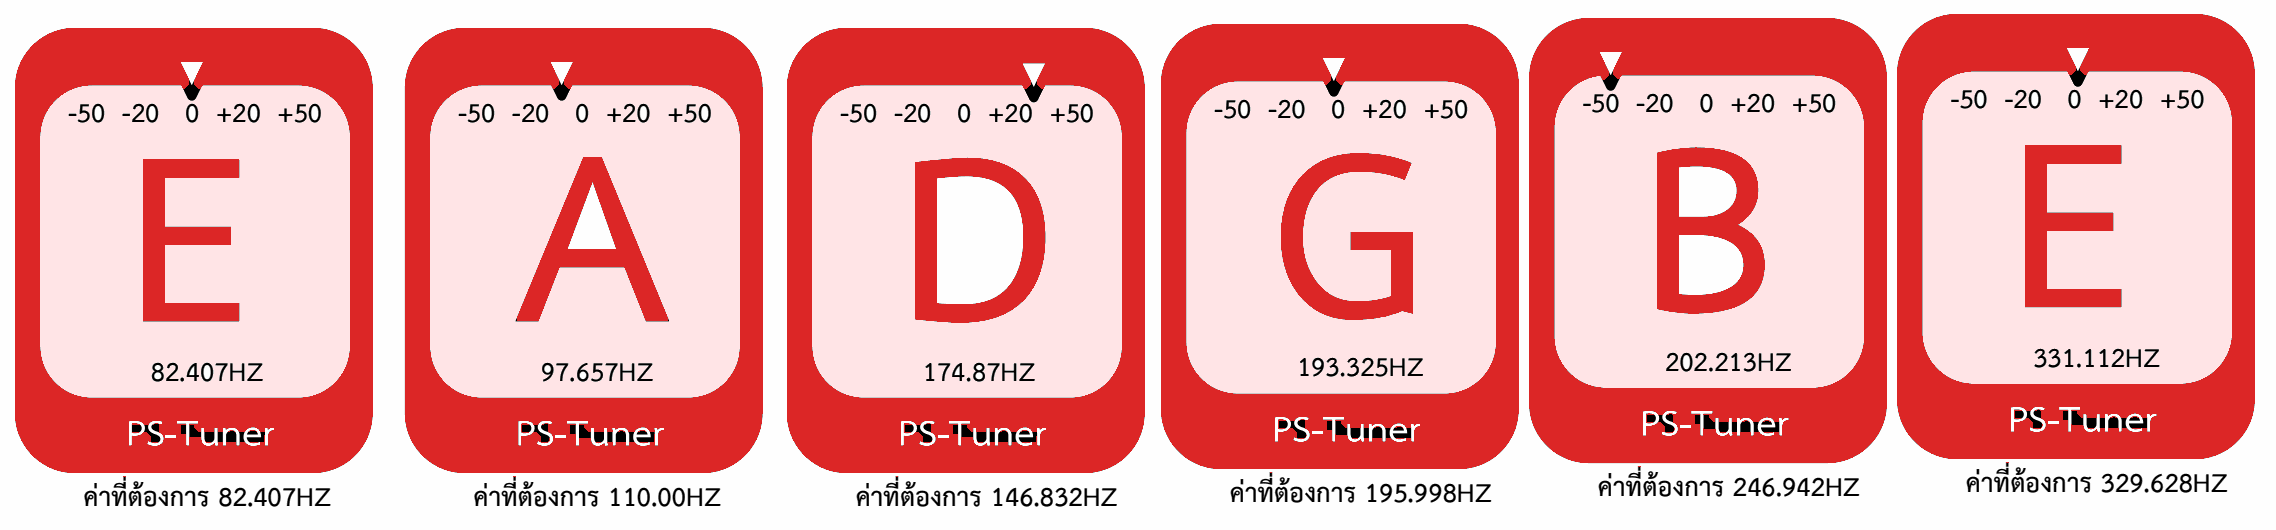 -50 -20 0 +20 +50
E
82.407HZ
PS-Tuner
ค่าที่ต้องการ 82.407HZ
-50 -20 0 +20 +50
A
97.657HZ
PS-Tuner
ค่าที่ต้องการ 110.00HZ
-50 -20 0 +20 +50
D
174.87HZ
PS-Tuner
ค่าที่ต้องการ 146.832HZ
-50 -20 0 +20 +50
G
193.325HZ
PS-Tuner
ค่าที่ต้องการ 195.998HZ
-50 -20 0 +20 +50
B
202.213HZ
PS-Tuner
ค่าที่ต้องการ 246.942HZ
-50 -20 0 +20 +50
E
331.112HZ
PS-Tuner
ค่าที่ต้องการ 329.628HZ